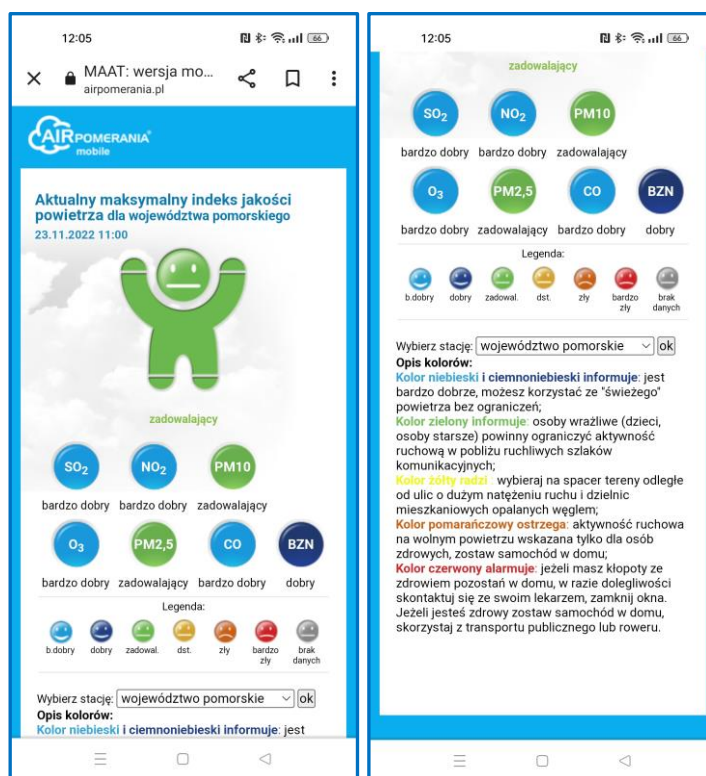 12:05
66
MAAT: wersja mo...
airpomerania.pl
AIRPOMERANIA®
mobile
Aktualny maksymalny indeks jakości
powietrza dla województwa pomorskiego
23.11.2022 11:00
zadowalający
SO2 NO2 PM10
bardzo dobry bardzo dobry zadowalający
O3 PM2,5 CO BZN
bardzo dobry zadowalający bardzo dobry dobry
Legenda:
b.dobry dobry zadowal. dst. zły bardzo zły brak danych
Wybierz stację: województwo pomorskie ok
Opis kolorów:
Kolor niebieski i ciemnoniebieski informuje: jest
12:05
66
zadowalający
SO2 NO2 PM10
bardzo dobry bardzo dobry zadowalający
O3 PM2,5 CO BZN
bardzo dobry zadowalający bardzo dobry dobry
Legenda:
b.dobry dobry zadowal. dst. zły bardzo zły brak danych
Wybierz stację: województwo pomorskie ok
Opis kolorów:
Kolor niebieski i ciemnoniebieski informuje: jest
bardzo dobrze, możesz korzystać ze "świeżego"
powietrza bez ograniczeń;
Kolor zielony informuje: osoby wrażliwe (dzieci,
osoby starsze) powinny ograniczyć aktywność
ruchową w pobliżu ruchliwych szlaków
komunikacyjnych;
Kolor żółty radzi : wybieraj na spacer tereny odległe
od ulic o dużym natężeniu ruchu i dzielnic
mieszkaniowych opalanych węglem;
Kolor pomarańczowy ostrzega: aktywność ruchowa
na wolnym powietrzu wskazana tylko dla osób
zdrowych, zostaw samochód w domu;
Kolor czerwony alarmuje: jeżeli masz kłopoty ze
zdrowiem pozostań w domu, w razie dolegliwości
skontaktuj się ze swoim lekarzem, zamknij okna.
Jeżeli jesteś zdrowy zostaw samochód w domu,
skorzystaj z transportu publicznego lub roweru.